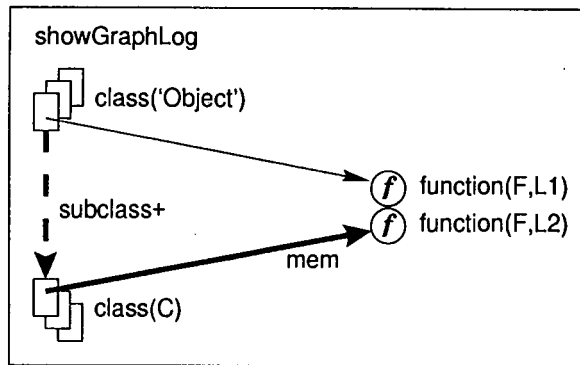 showGraphLog
class(‘Object’)
f function(F,L1)
subclass+
f function(F,L2)
mem
class(C)